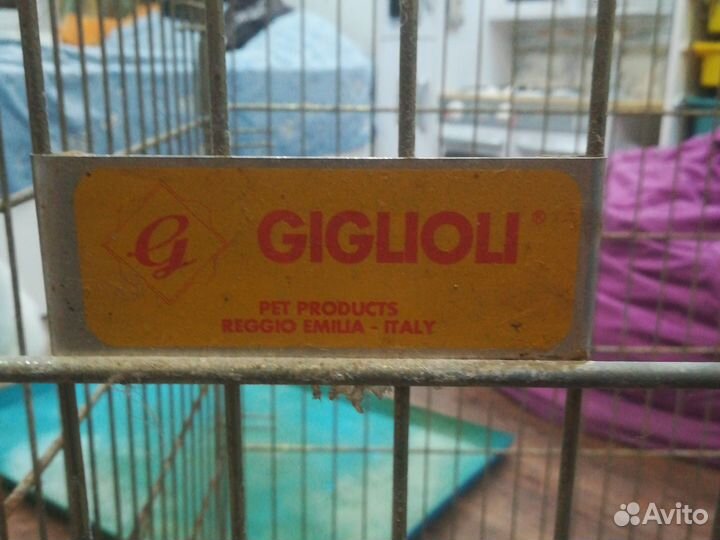 G GIGLIOLI®
PET PRODUCTS
REGGIO EMILIA - ITALY
Avito